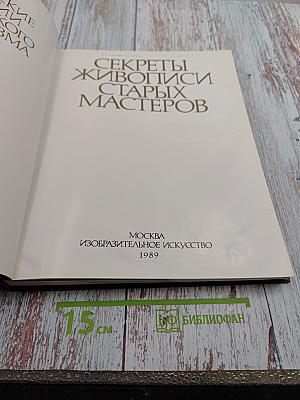 СЕКРЕТЫ
ЖИВОПИСИ
СТАРЫХ
МАСТЕРОВ
МОСКВА
ИЗОБРАЗИТЕЛЬНОЕ ИСКУССТВО
1989
15 см
БИБЛИОФАН